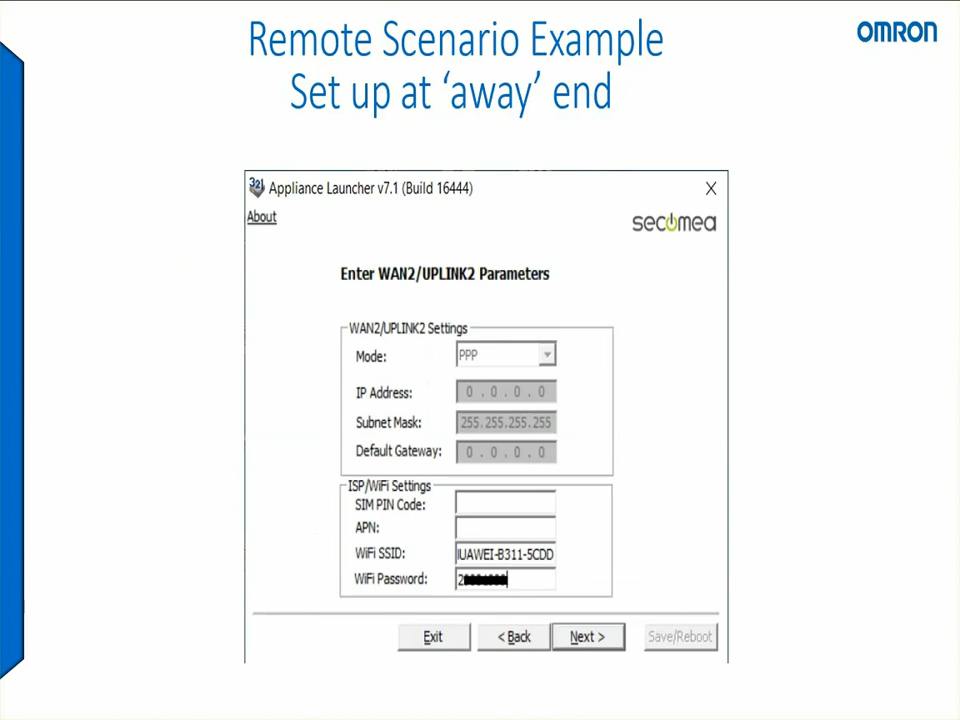 Remote Scenario Example
OMRON
Set up at ‘away’ end
Appliance Launcher v7.1 (Build 16444)
X
About
secomea
Enter WAN2/UPLINK2 Parameters
WAN2/UPLINK2 Settings
Mode: PPP
IP Address: 0 . 0 . 0 . 0
Subnet Mask: 255.255.255.255
Default Gateway: 0 . 0 . 0 . 0
ISP/WiFi Settings
SIM PIN Code:
APN:
WiFi SSID: IUAWEI-B311-5CDD
WiFi Password: 2
Exit
< Back
Next >
Save/Reboot